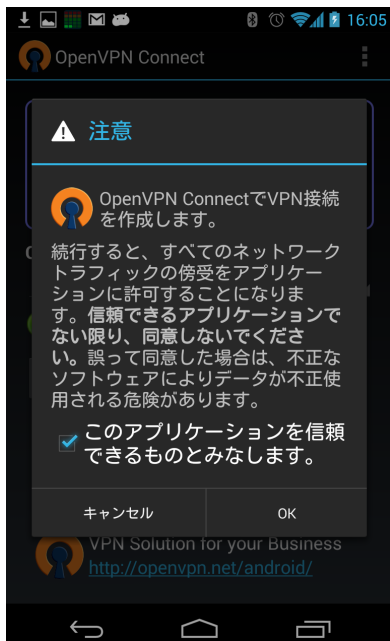 16:05
OpenVPN Connect
注意
OpenVPN ConnectでVPN接続
を作成します。
続行すると、すべてのネットワーク
トラフィックの傍受をアプリケー
ションに許可することになりま
す。信頼できるアプリケーションで
ない限り、同意しないでくださ
い。誤って同意した場合は、不正な
ソフトウェアによりデータが不正使
用される危険があります。
このアプリケーションを信頼
できるものとみなします。
キャンセル
OK
VPN Solution for your Business
http://openvpn.net/android/